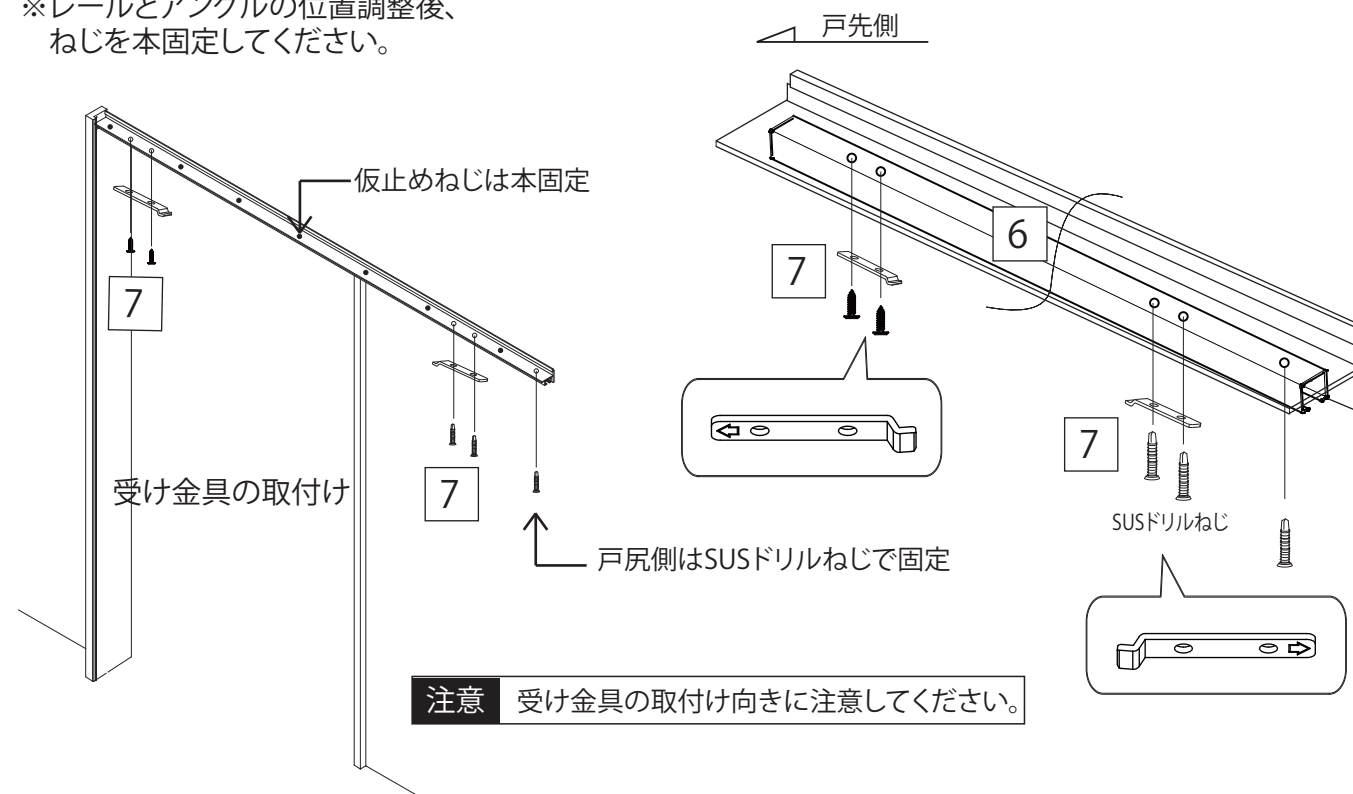 ※レールとアングルの位置調整後、
ねじを本固定してください。
戸先側
仮止めねじは本固定
6
7
7
7
7
受け金具の取付け
SUSドリルねじ
戸尻側はSUSドリルねじで固定
注意 受け金具の取付け向きに注意してください。